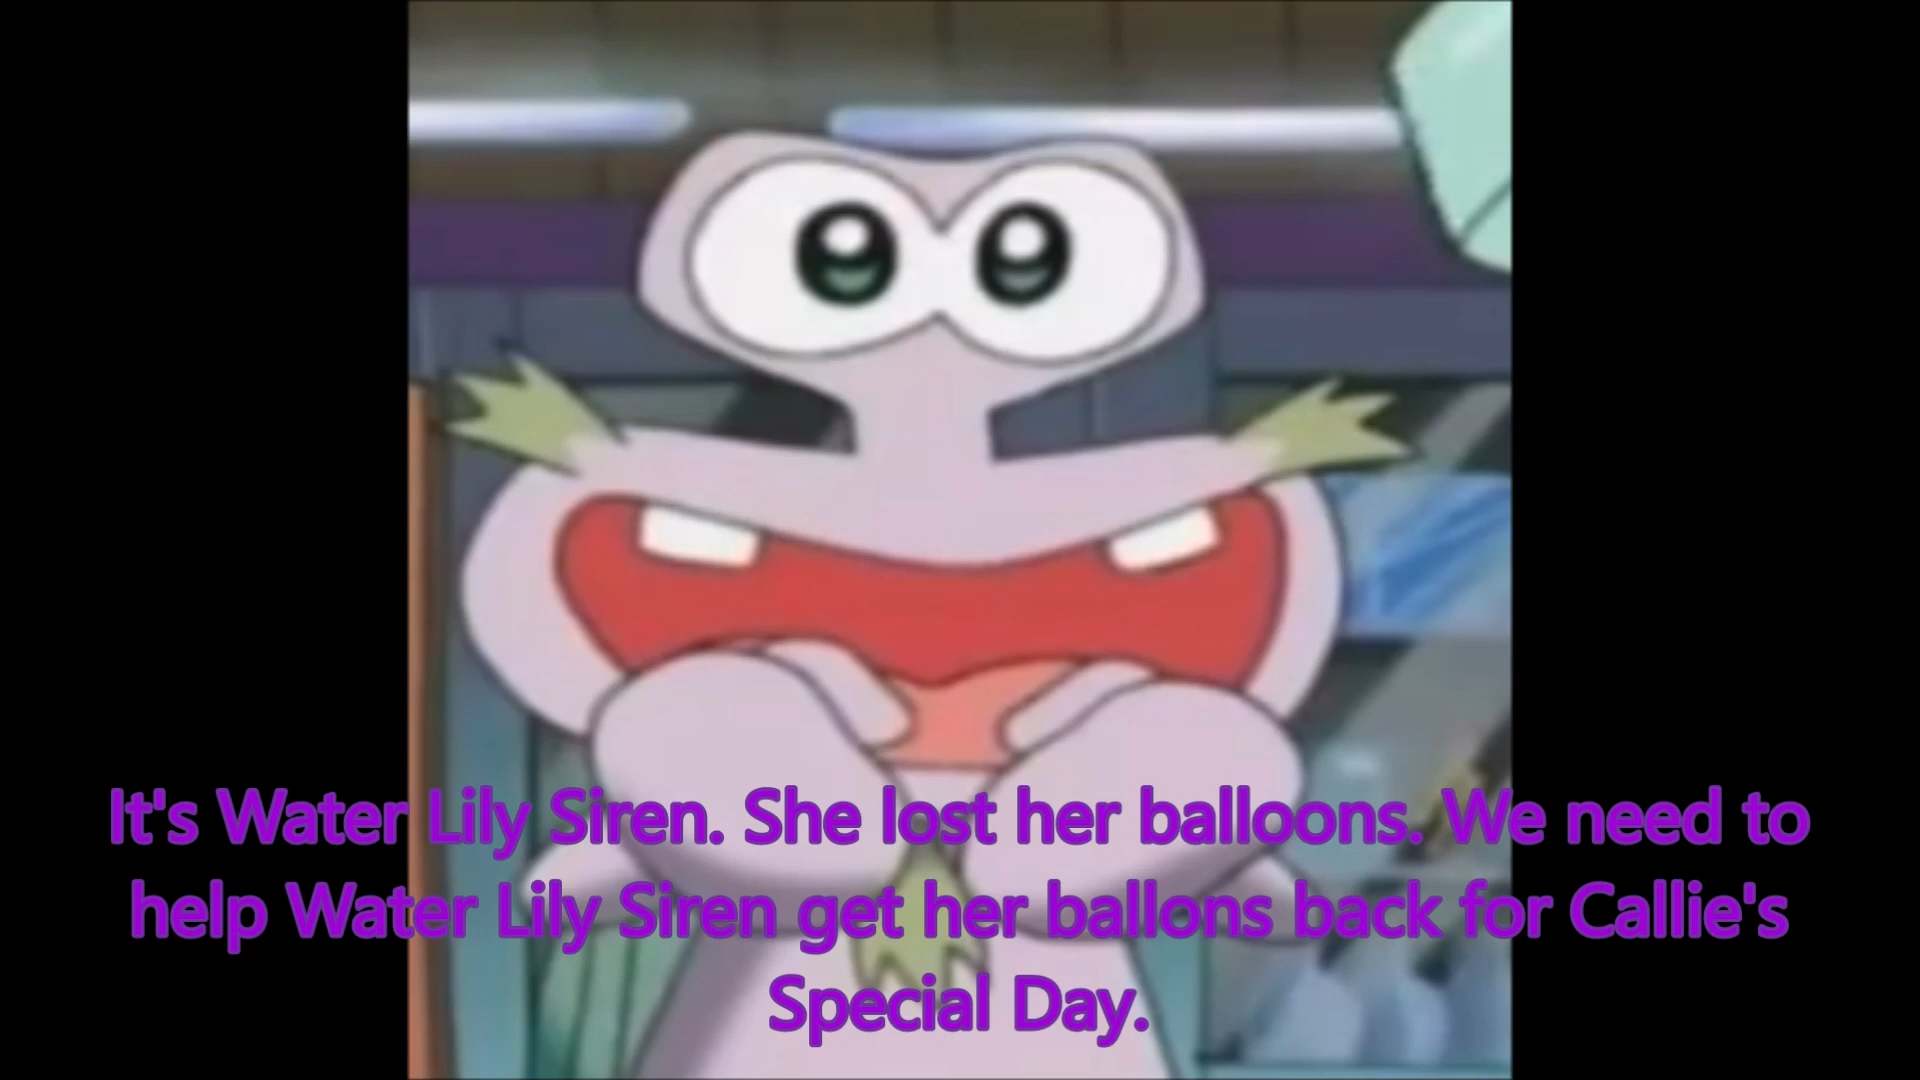 It's Water Lily Siren. She lost her balloons. We need to
help Water Lily Siren get her ballons back for Callie's
Special Day.